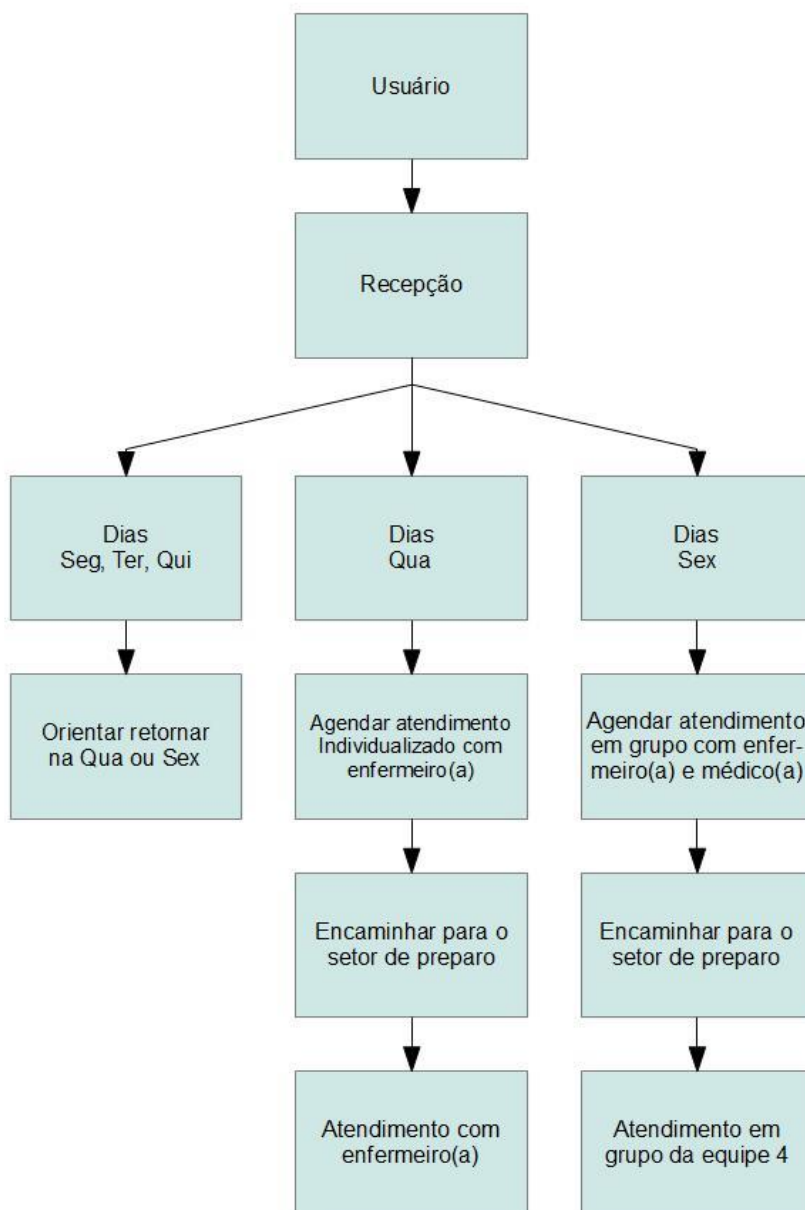 Usuário
Recepção
Dias
Seg, Ter, Qui
Dias
Qua
Dias
Sex
Orientar retornar
na Qua ou Sex
Agendar atendimento
Individualizado com
enfermeiro(a)
Agendar atendimento
em grupo com enfer-
meiro(a) e médico(a)
Encaminhar para o
setor de preparo
Encaminhar para o
setor de preparo
Atendimento com
enfermeiro(a)
Atendimento em
grupo da equipe 4